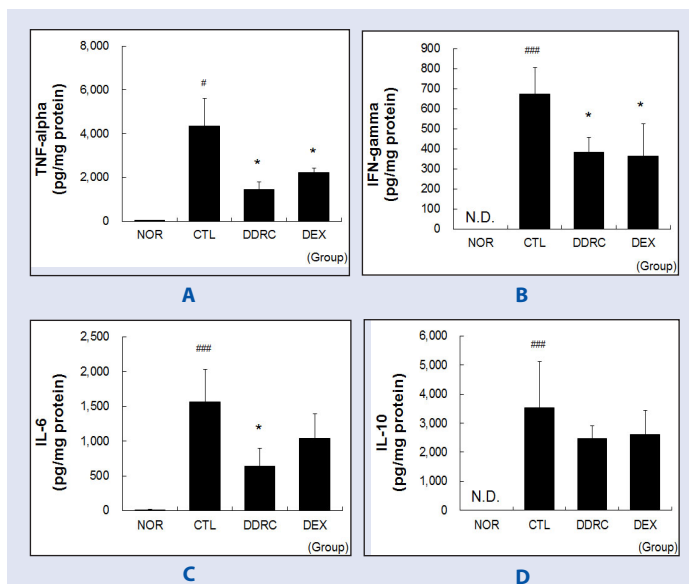 8,000
6,000
4,000
2,000
0
TNF-alpha
(pg/mg protein)
#
*
*
NOR CTL DDRC DEX
(Group)
A
900
800
700
600
500
400
300
200
100
0
IFN-gamma
(pg/mg protein)
###
*
*
N.D.
NOR CTL DDRC DEX
(Group)
B
2,500
2,000
1,500
1,000
500
0
IL-6
(pg/mg protein)
###
*
NOR CTL DDRC DEX
(Group)
C
6,000
5,000
4,000
3,000
2,000
1,000
0
IL-10
(pg/mg protein)
###
N.D.
NOR CTL DDRC DEX
(Group)
D